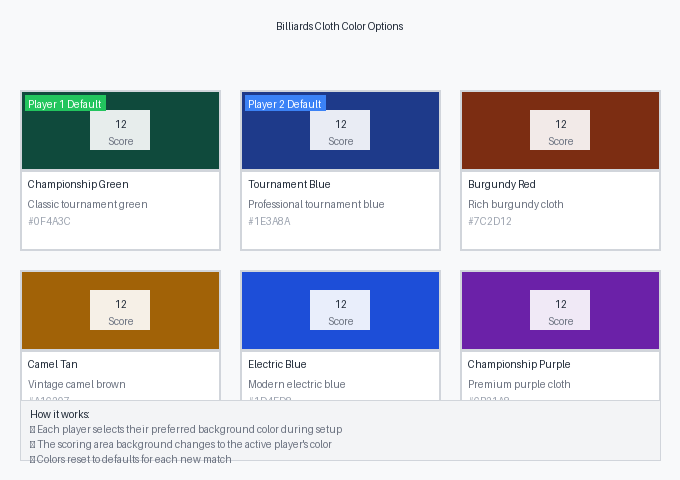 Billiards Cloth Color Options
Player 1 Default
12
Score
Player 2 Default
12
Score
12
Score
Championship Green
Classic tournament green
#0F4A3C
Tournament Blue
Professional tournament blue
#1E3A8A
Burgundy Red
Rich burgundy cloth
#7C2D12
12
Score
12
Score
12
Score
Camel Tan
Vintage camel brown
Electric Blue
Modern electric blue
Championship Purple
Premium purple cloth
How it works:
Each player selects their preferred background color during setup
The scoring area background changes to the active player's color
Colors reset to defaults for each new match